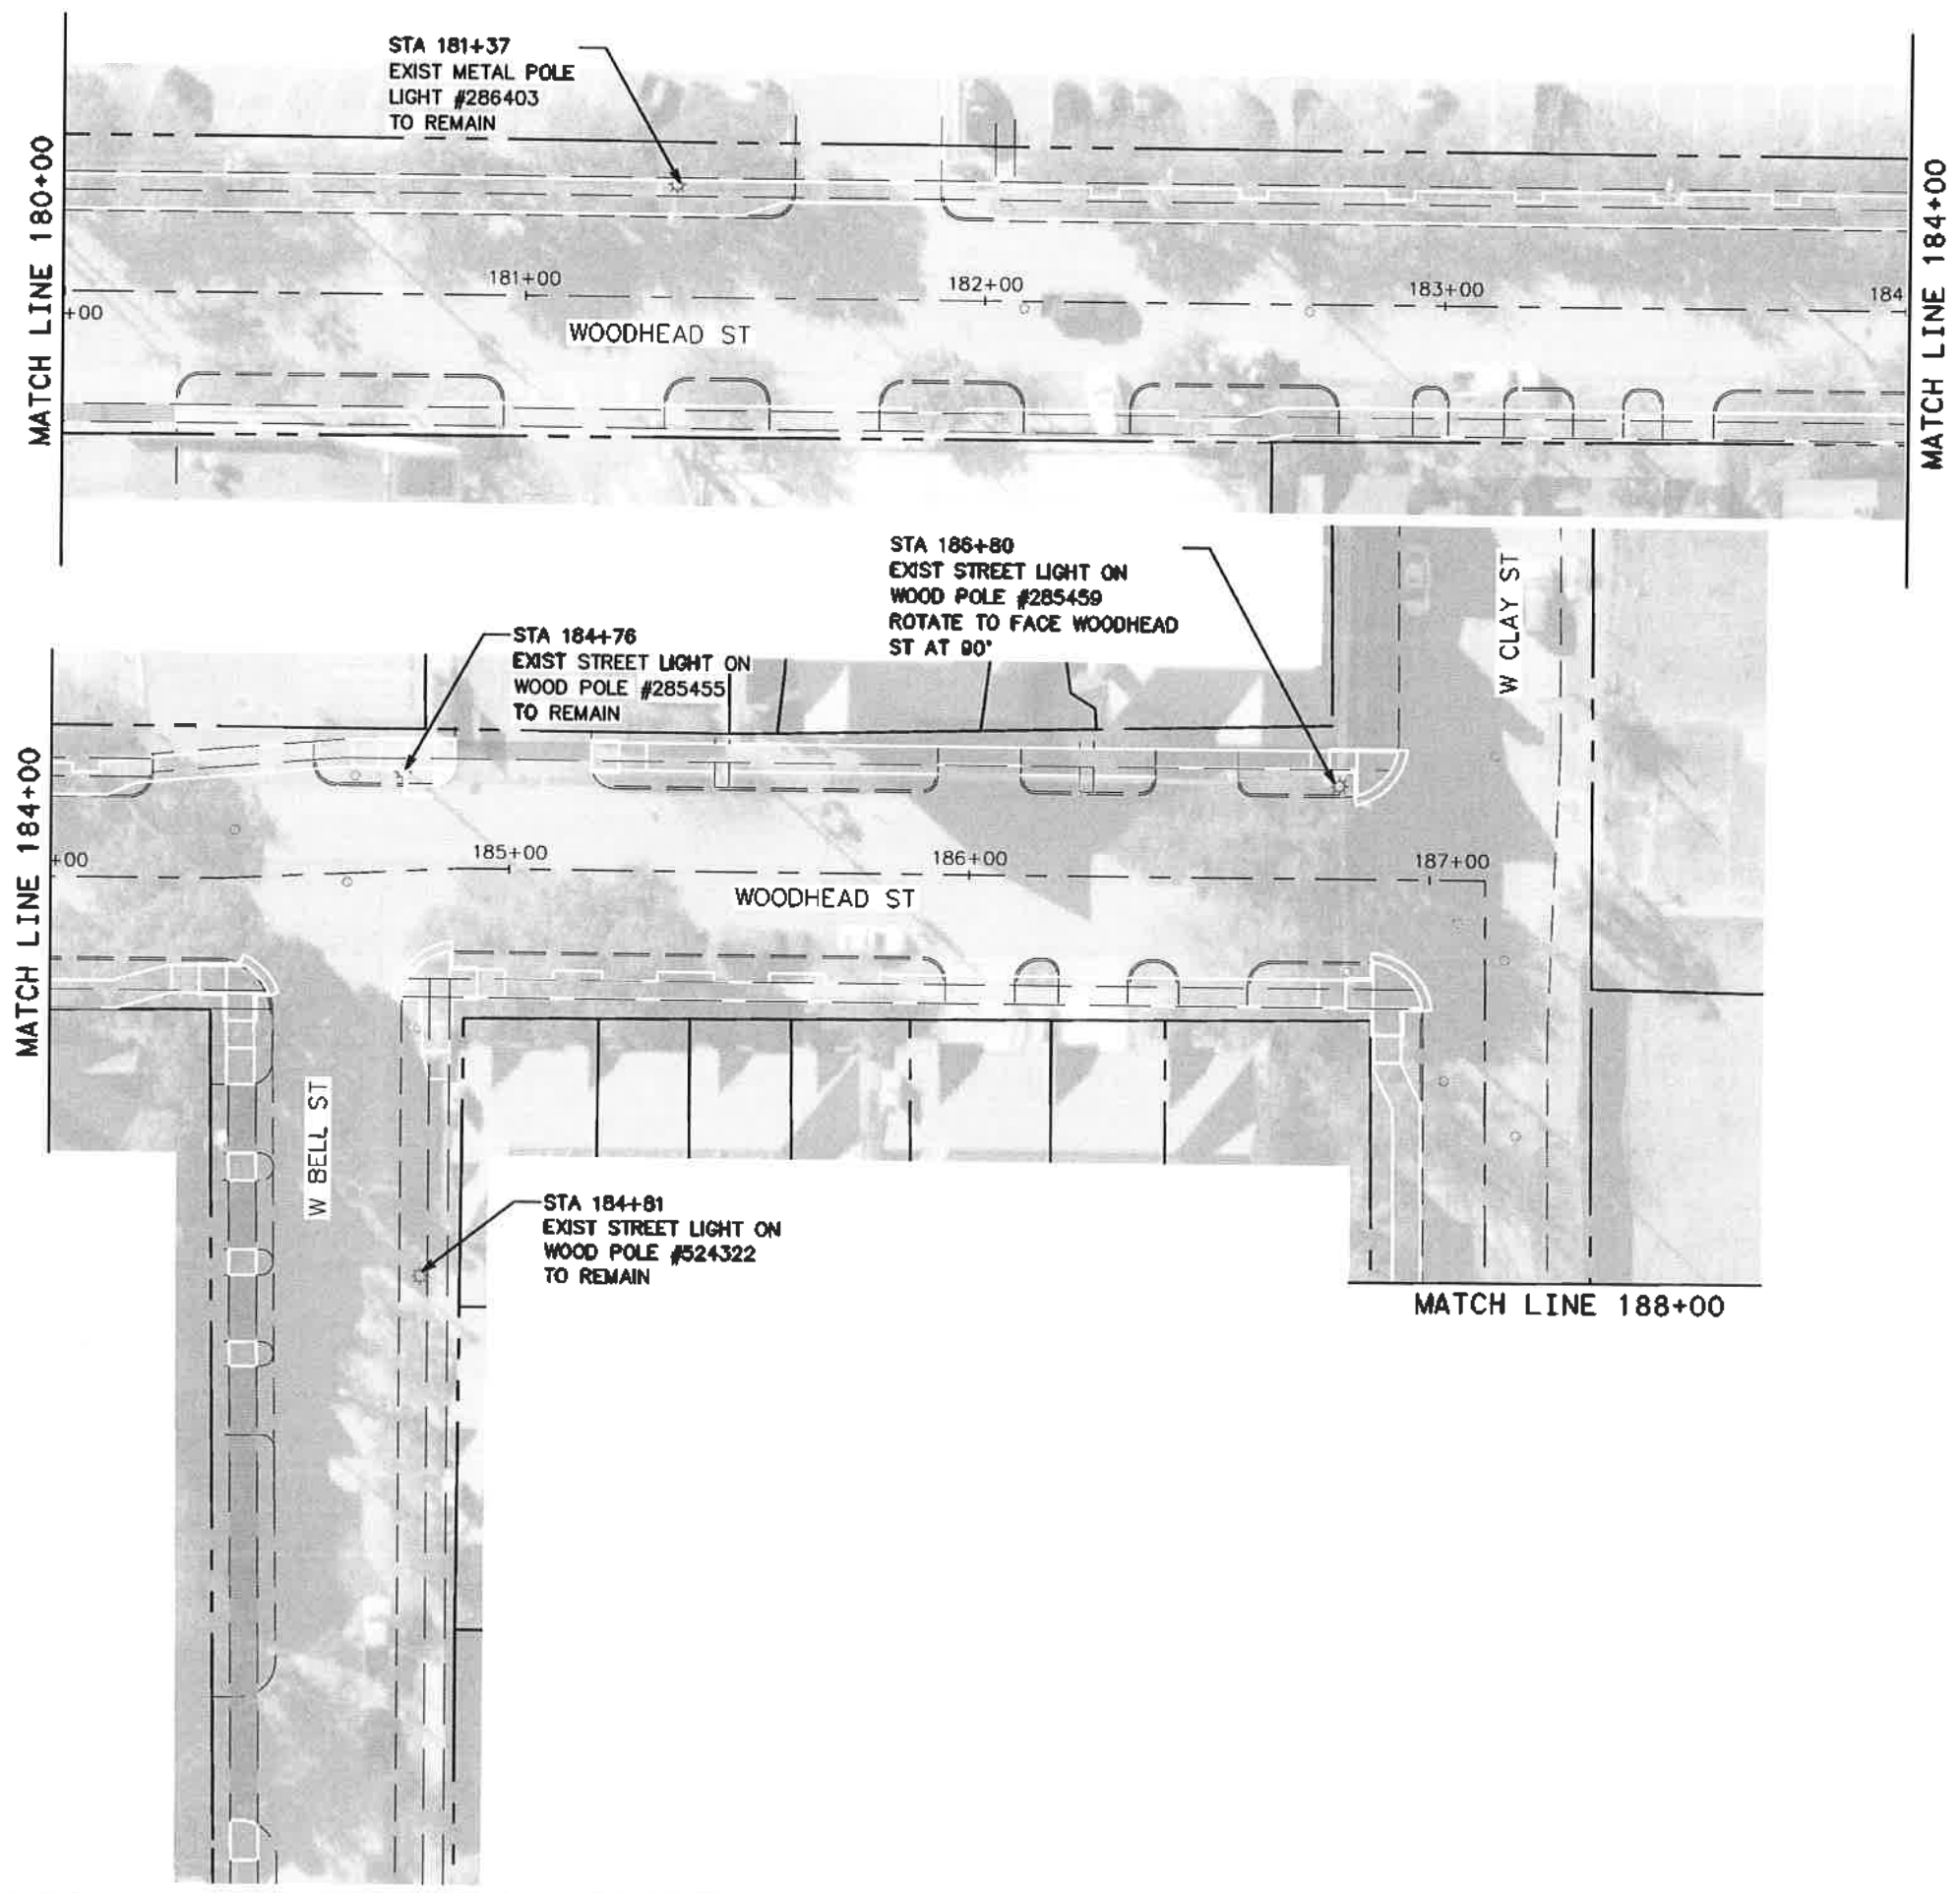 STA 181+37
EXIST METAL POLE
LIGHT #286403
TO REMAIN
MATCH LINE 180+00
MATCH LINE 184+00
181+00
182+00
183+00
184
+00
WOODHEAD ST
STA 186+80
EXIST STREET LIGHT ON
WOOD POLE #285459
ROTATE TO FACE WOODHEAD
ST AT 90°
W CLAY ST
STA 184+76
EXIST STREET LIGHT ON
WOOD POLE #285455
TO REMAIN
MATCH LINE 184+00
+00
185+00
186+00
187+00
WOODHEAD ST
W BELL ST
STA 184+81
EXIST STREET LIGHT ON
WOOD POLE #524322
TO REMAIN
MATCH LINE 188+00